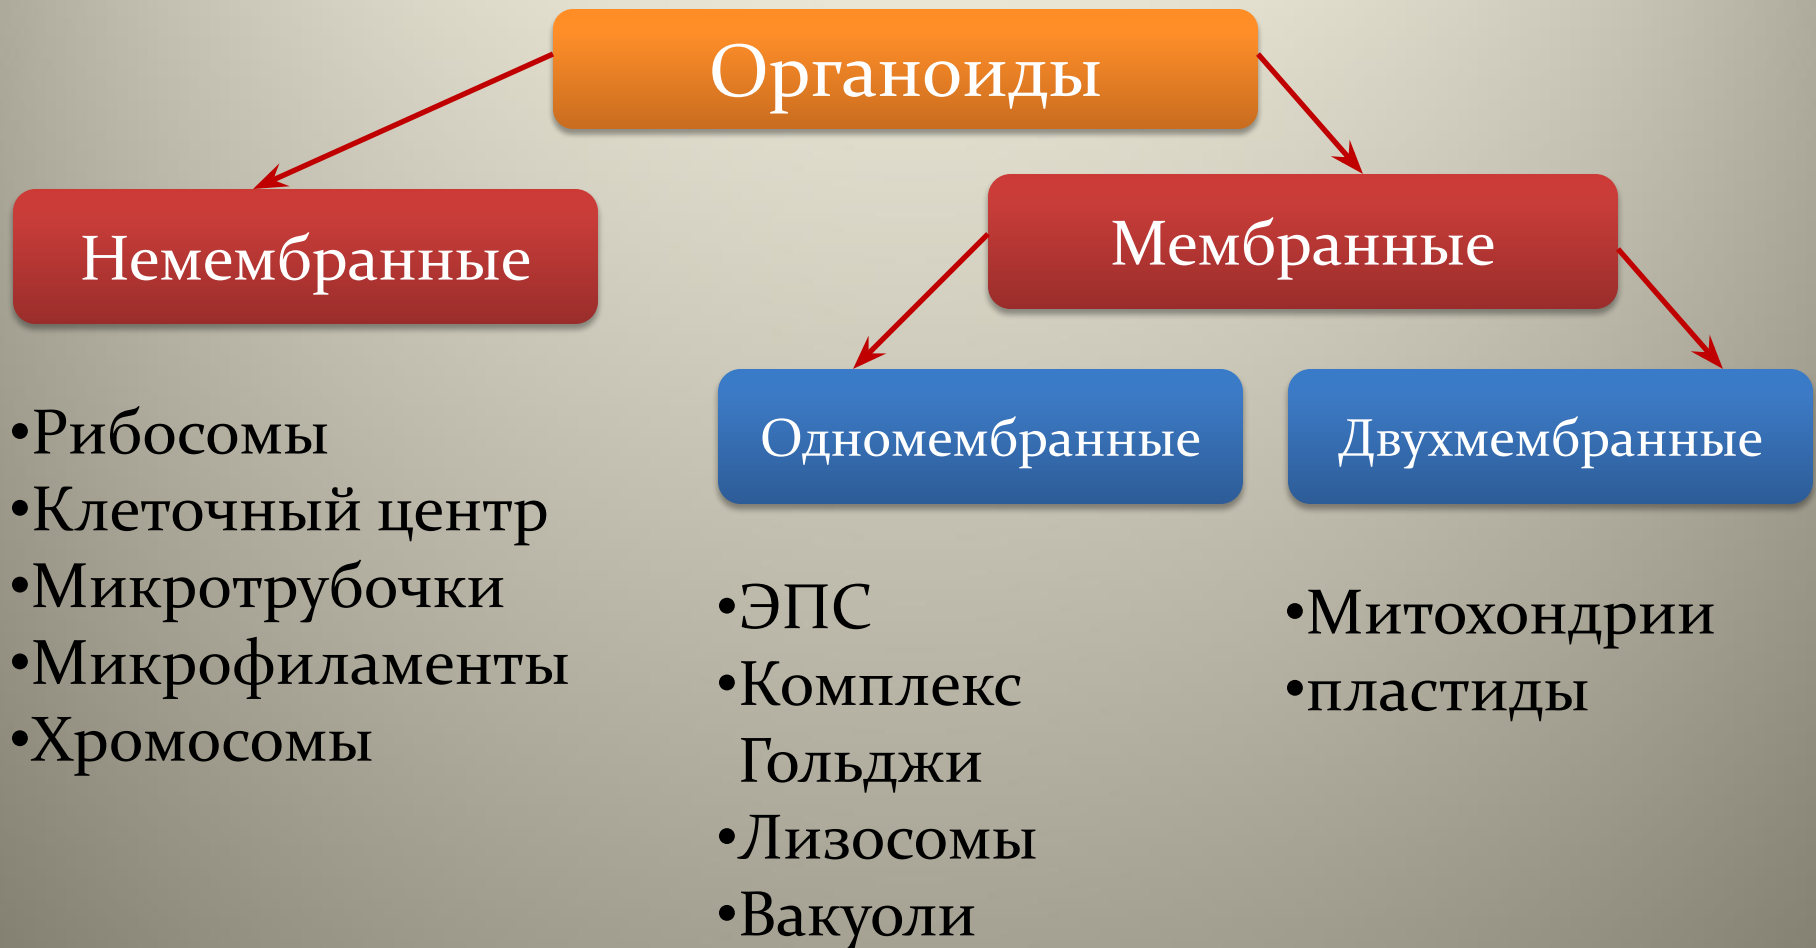 Органоиды
Немембранные
Мембранные
Одномембранные
Двухмембранные
•Рибосомы
•Клеточный центр
•Микротрубочки
•Микрофиламенты
•Хромосомы
•ЭПС
•Комплекс
Гольджи
•Лизосомы
•Вакуоли
•Митохондрии
•пластиды